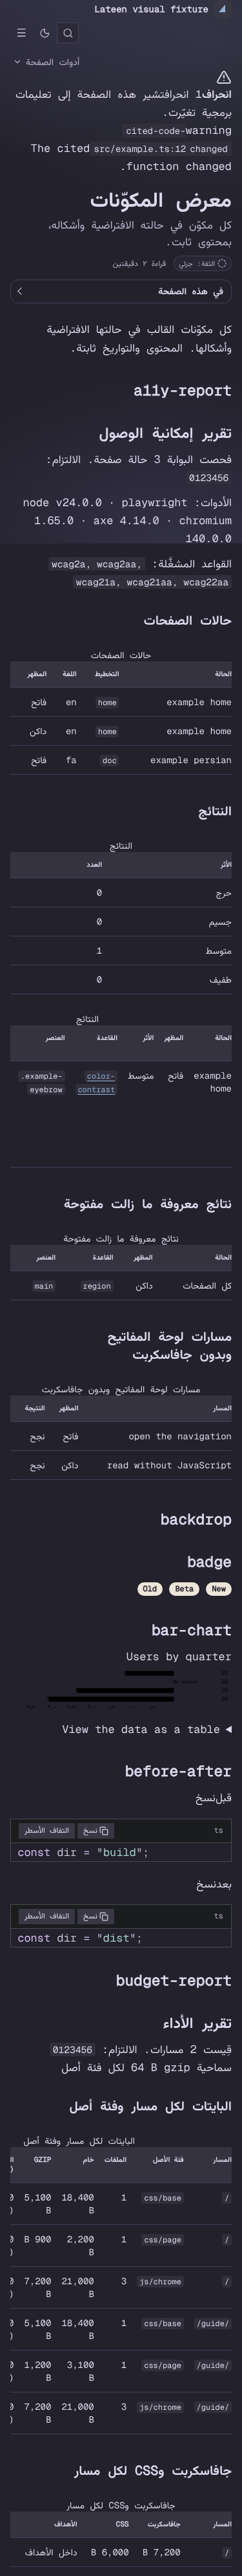 Lateen visual fixture
أدوات الصفحة
انحراف1 انجرافتشير هذه الصفحة إلى تعليمات
برمجية تغيّرت.
cited-code-warning
The cited src/example.ts:12 changed
function changed.
معرض المكوّنات
كل مكوّن في حالته الافتراضية وأشكاله،
بمحتوى ثابت.
الثقة: جزئي
قراءة ٢ دقيقتين
في هذه الصفحة
كل مكوّنات القالب في حالتها الافتراضية
وأشكالها. المحتوى والتواريخ ثابتة.
a11y-report
تقرير إمكانية الوصول
فحصت البوابة 3 حالة صفحة. الالتزام:
0123456
الأدوات: node v24.0.0 · playwright
1.65.0 · axe 4.14.0 · chromium
140.0.0
القواعد المشغَّلة: wcag2a, wcag2aa,
wcag21a, wcag21aa, wcag22aa
حالات الصفحات
حالات الصفحات
الحالة التخطيط اللغة المظهر
example home home en فاتح
example home home en داكن
example persian doc fa فاتح
النتائج
النتائج
الأثر العدد
حرج 0
جسيم 0
متوسط 1
طفيف 0
النتائج
الحالة المظهر الأثر القاعدة العنصر
example home فاتح متوسط color-contrast .example-eyebrow
نتائج معروفة ما زالت مفتوحة
نتائج معروفة ما زالت مفتوحة
الحالة المظهر القاعدة العنصر
كل الصفحات داكن region main
مسارات لوحة المفاتيح
وبدون جافاسكربت
مسارات لوحة المفاتيح وبدون جافاسكربت
المسار المظهر النتيجة
open the navigation فاتح نجح
read without JavaScript داكن نجح
backdrop
badge
New Beta Old
bar-chart
Users by quarter
View the data as a table
before-after
قبلنسخ
ts نسخ التفاف الأسطر
const dir = "build";
بعدنسخ
ts نسخ التفاف الأسطر
const dir = "dist";
budget-report
تقرير الأداء
قِيست 2 مسارات. الالتزام: 0123456
سماحية 64 B gzip لكل فئة أصل
البايتات لكل مسار وفئة أصل
البايتات لكل مسار وفئة أصل
المسار فئة الأصل الملفات خام GZIP
/ css/base 1 18,400 B 5,100 B
/ css/page 1 2,200 B 900 B
/ js/chrome 3 21,000 B 7,200 B
/guide/ css/base 1 18,400 B 5,100 B
/guide/ css/page 1 3,100 B 1,200 B
/guide/ js/chrome 3 21,000 B 7,200 B
جافاسكربت وCSS لكل مسار
جافاسكربت وCSS لكل مسار
المسار جافاسكربت CSS الأهداف
/ 7,200 B 6,000 B داخل الأهداف